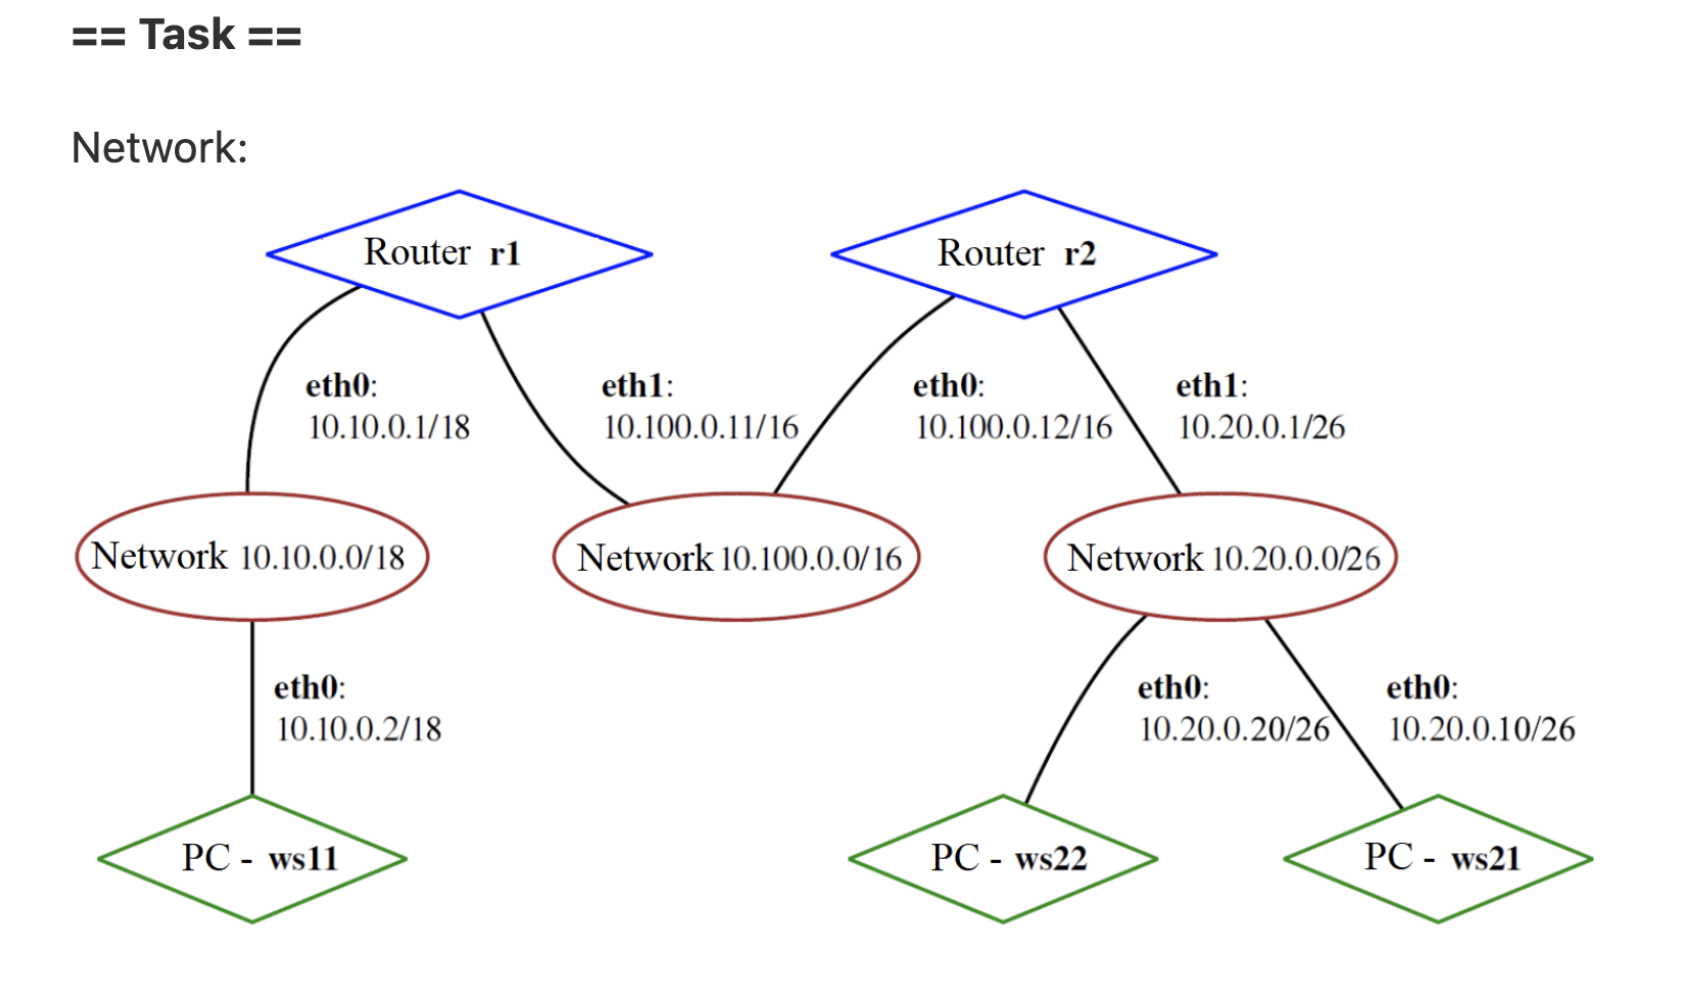 == Task ==
Network:
Router r1
Router r2
eth0:
10.10.0.1/18
eth1:
10.100.0.11/16
eth0:
10.100.0.12/16
eth1:
10.20.0.1/26
Network 10.10.0.0/18
Network 10.100.0.0/16
Network 10.20.0.0/26
eth0:
10.10.0.2/18
eth0:
10.20.0.20/26
eth0:
10.20.0.10/26
PC - ws11
PC - ws22
PC - ws21